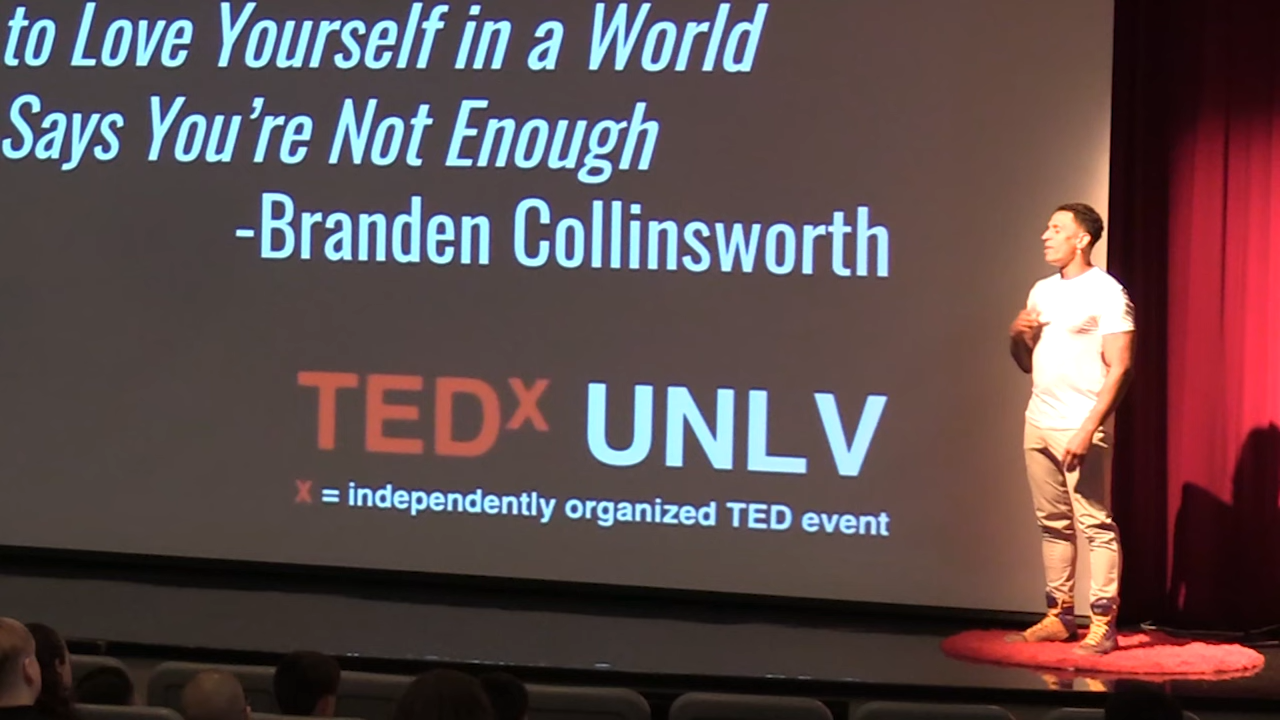 to Love Yourself in a World
Says You're Not Enough
-Branden Collinsworth
TEDx UNLV
x = independently organized TED event